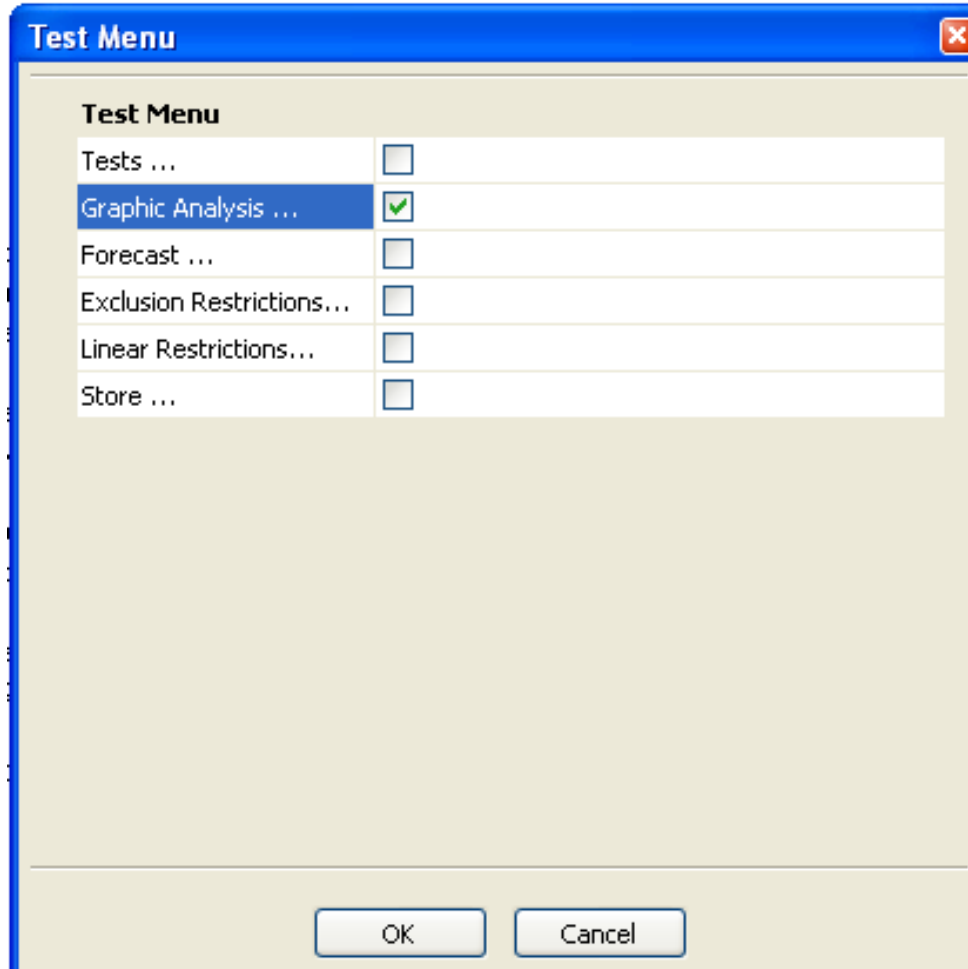 Test Menu
Test Menu
Tests ...
Graphic Analysis ...
Forecast ...
Exclusion Restrictions...
Linear Restrictions...
Store ...
OK Cancel